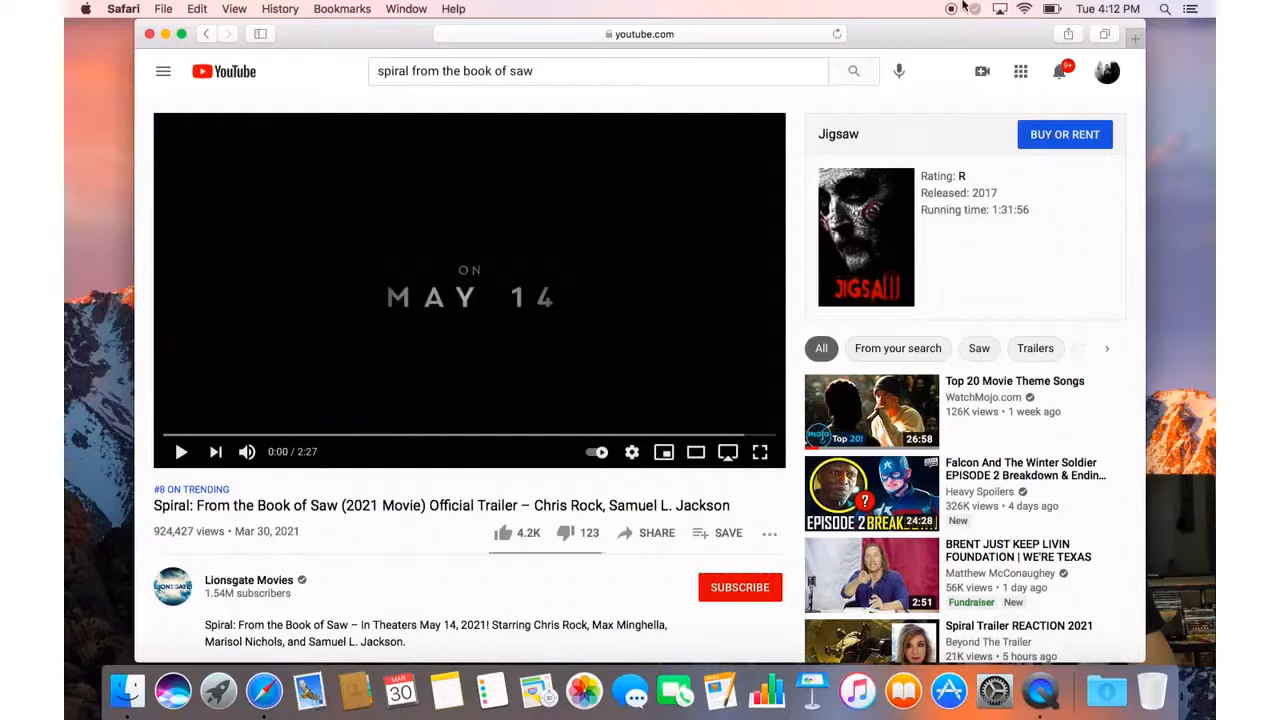 Safari File Edit View History Bookmarks Window Help Tue 4:12 PM
youtube.com
YouTube
spiral from the book of saw
9+
ON
MAY 14
0:00 / 2:27
#8 ON TRENDING
Spiral: From the Book of Saw (2021 Movie) Official Trailer – Chris Rock, Samuel L. Jackson
924,427 views • Mar 30, 2021
4.2K 123 SHARE SAVE
LIONSGATE
Lionsgate Movies
1.54M subscribers
SUBSCRIBE
Spiral: From the Book of Saw – In Theaters May 14, 2021! Starring Chris Rock, Max Minghella,
Marisol Nichols, and Samuel L. Jackson.
Jigsaw
BUY OR RENT
JIGSAW
Rating: R
Released: 2017
Running time: 1:31:56
All From your search Saw Trailers
mojo Top 20!
26:58
Top 20 Movie Theme Songs
WatchMojo.com
126K views • 1 week ago
?
EPISODE 2 BREAK
24:28
Falcon And The Winter Soldier
EPISODE 2 Breakdown & Endin...
Heavy Spoilers
326K views • 4 days ago
New
2:51
BRENT JUST KEEP LIVIN
FOUNDATION | WE'RE TEXAS
Matthew McConaughey
56K views • 1 day ago
Fundraiser New
Spiral Trailer REACTION 2021
Beyond The Trailer
21K views • 5 hours ago
MAR
30